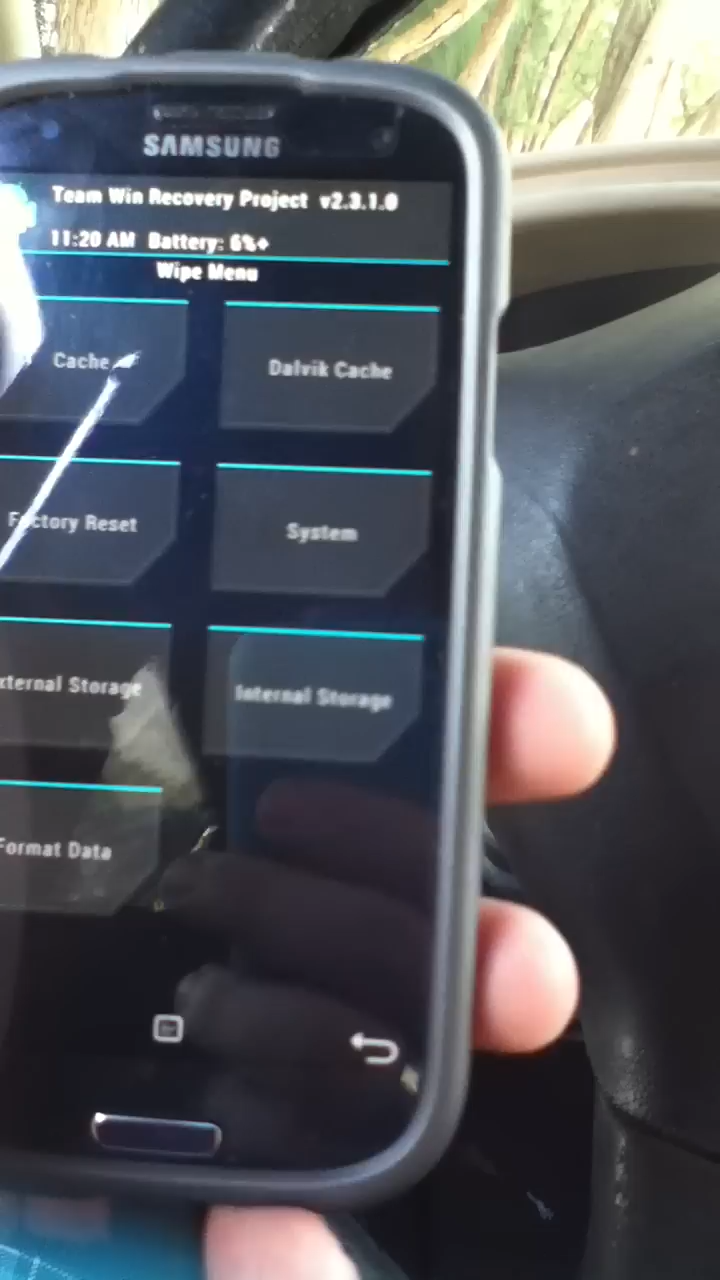 SAMSUNG
Team Win Recovery Project v2.3.1.0
11:20 AM Battery: 6%+
Wipe Menu
Cache
Dalvik Cache
Factory Reset
System
xternal Storage
Internal Storage
Format Data